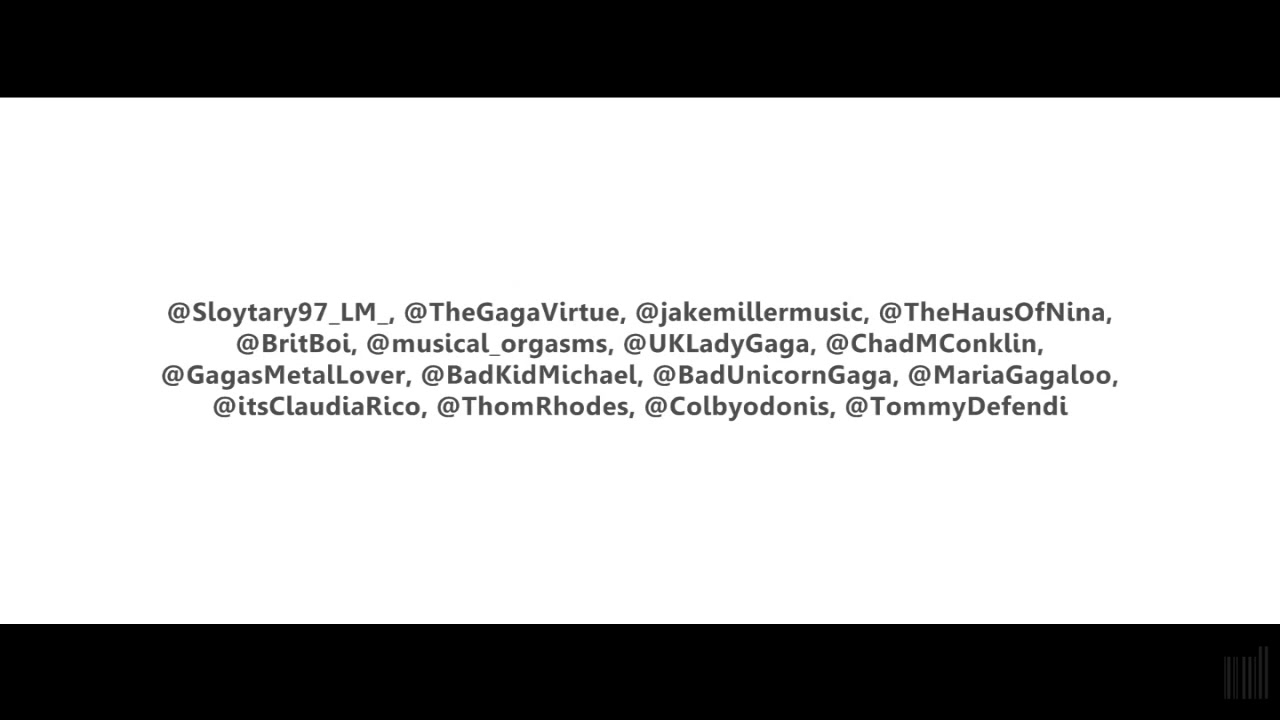 @Sloytary97_LM_, @TheGagaVirtue, @jakemillermusic, @TheHausOfNina,
@BritBoi, @musical_orgasms, @UKLadyGaga, @ChadMConklin,
@GagasMetalLover, @BadKidMichael, @BadUnicornGaga, @MariaGagaloo,
@itsClaudiaRico, @ThomRhodes, @Colbyodonis, @TommyDefendi